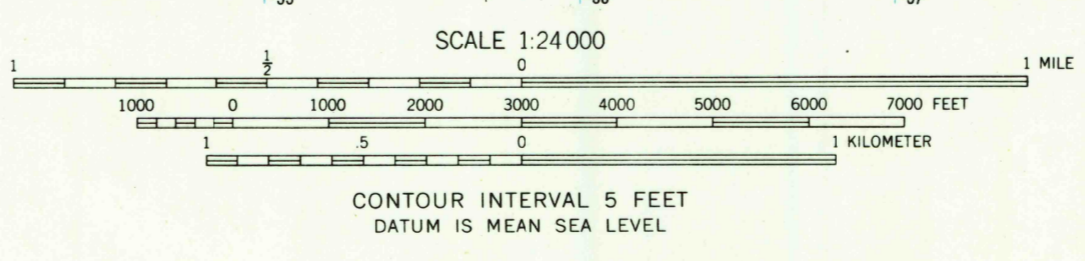 SCALE 1:24 000
1 1/2 0 1 MILE
1000 0 1000 2000 3000 4000 5000 6000 7000 FEET
1 .5 0 1 KILOMETER
CONTOUR INTERVAL 5 FEET
DATUM IS MEAN SEA LEVEL